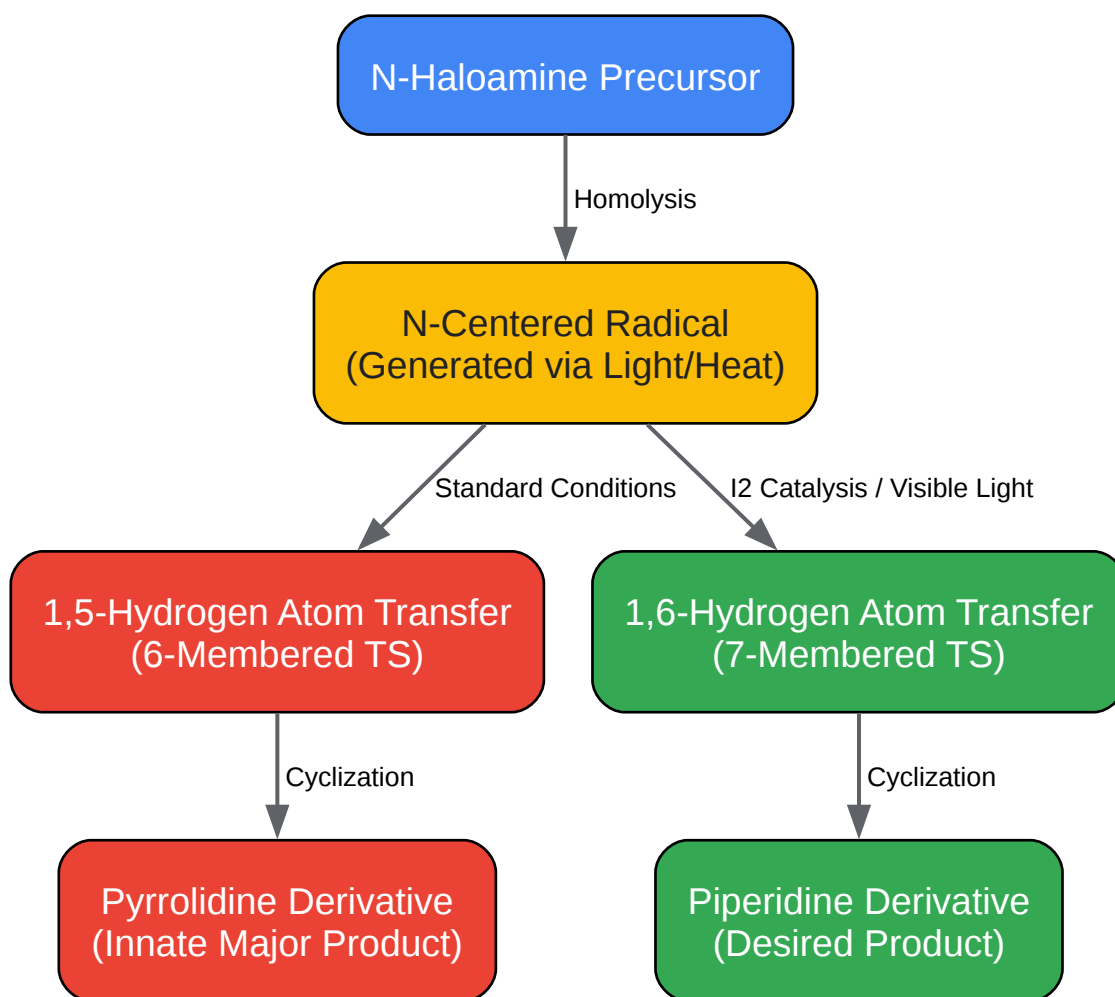 N-Haloamine Precursor
Homolysis
N-Centered Radical
(Generated via Light/Heat)
Standard Conditions
I2 Catalysis / Visible Light
1,5-Hydrogen Atom Transfer
(6-Membered TS)
1,6-Hydrogen Atom Transfer
(7-Membered TS)
Cyclization
Cyclization
Pyrrolidine Derivative
(Innate Major Product)
Piperidine Derivative
(Desired Product)